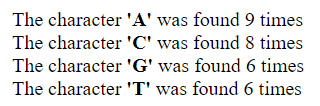 The character 'A' was found 9 times
The character 'C' was found 8 times
The character 'G' was found 6 times
The character 'T' was found 6 times